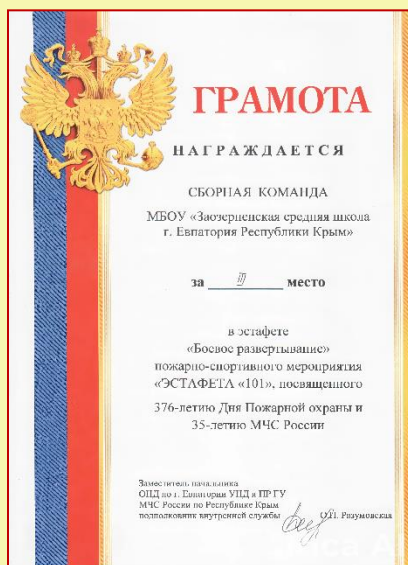 ГРАМОТА
НАГРАЖДАЕТСЯ
СБОРНАЯ КОМАНДА
МБОУ «Заозерненская средняя школа
г. Евпатория Республики Крым»
за место
в эстафете
«Боевое развертывание»
пожарно-спортивного мероприятия
«ЭСТАФЕТА «101», посвященного
376-летию Дня Пожарной охраны и
35-летию МЧС России
Заместитель начальника
ОНД по г. Евпатории УНД и ПР ГУ
МЧС России по Республике Крым
подполковник внутренней службы О.П. Разумовская